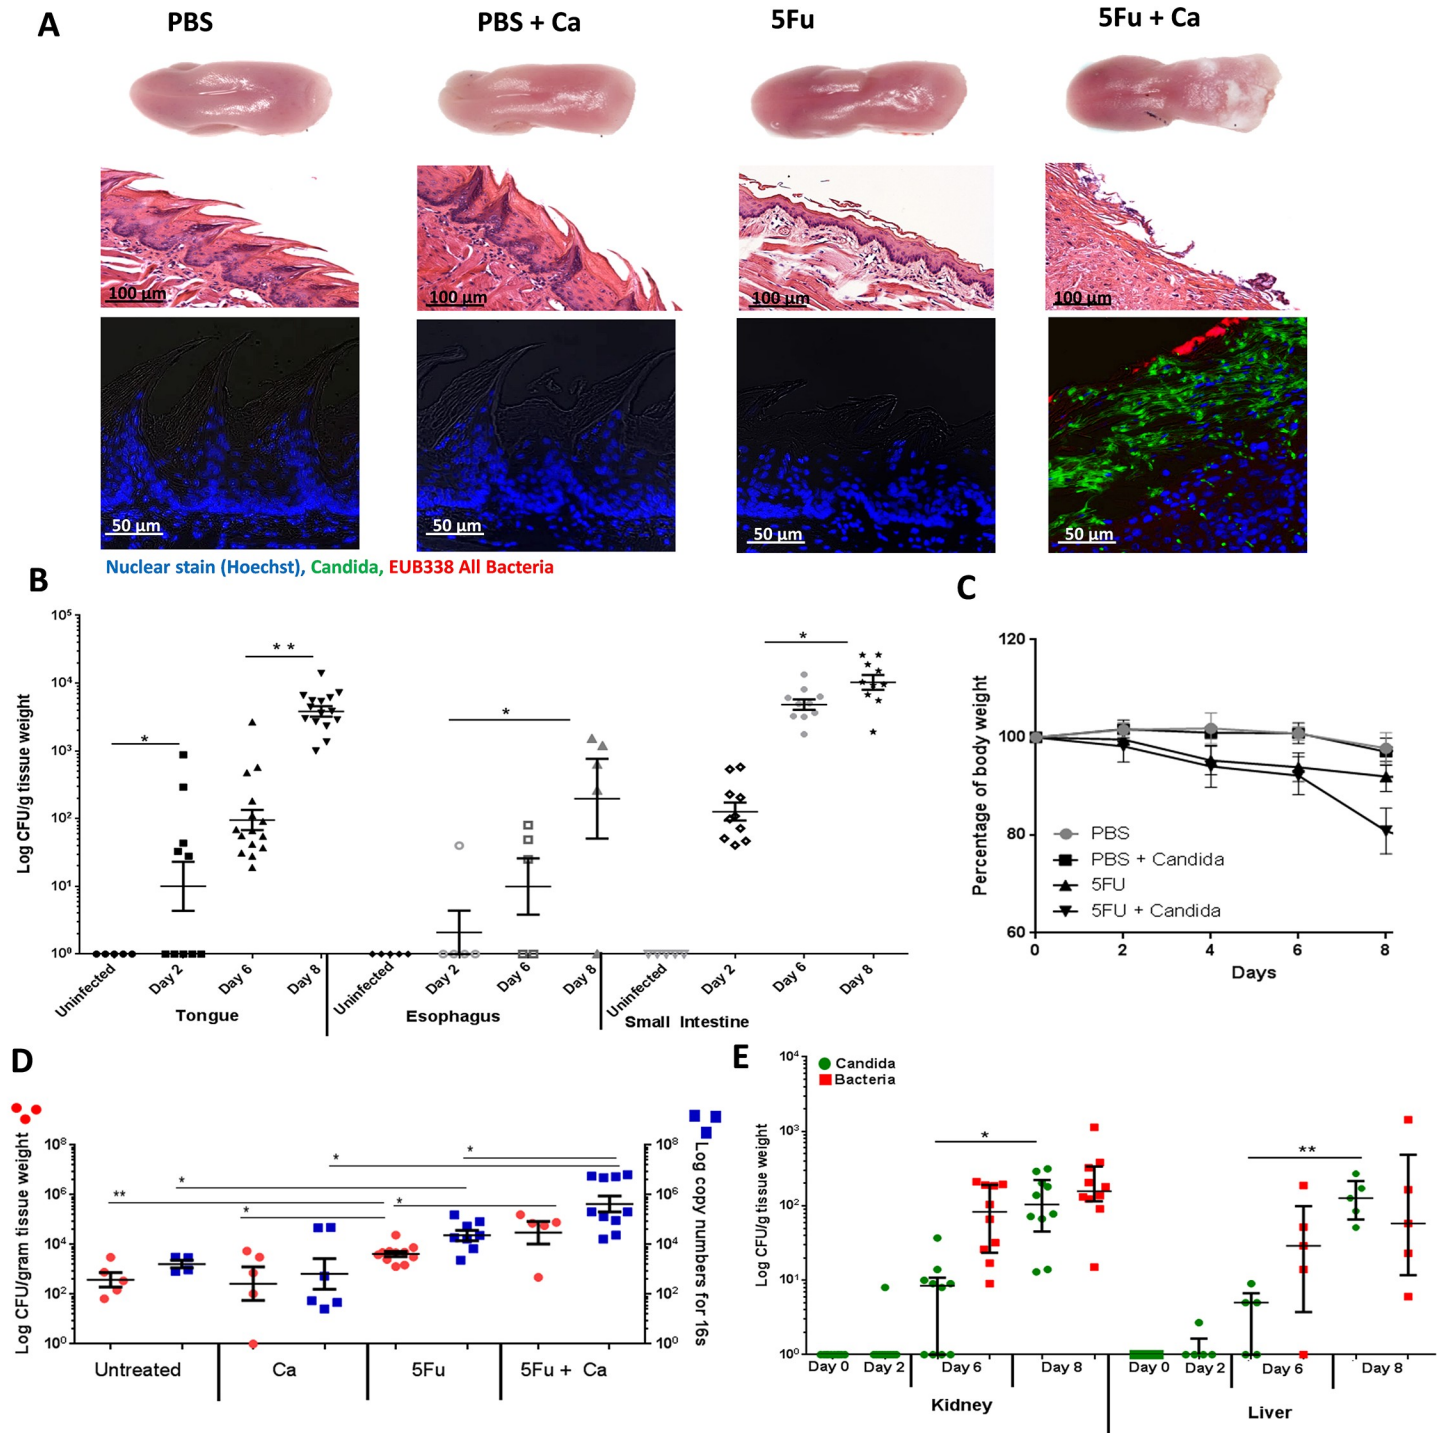 A
PBS
PBS + Ca
5Fu
5Fu + Ca
100 µm
100 µm
100 µm
100 µm
50 µm
50 µm
50 µm
50 µm
Nuclear stain (Hoechst), Candida, EUB338 All Bacteria
B
Log CFU/g tissue weight
10⁵
10⁴
10³
10²
10¹
10⁰
*
* *
*
*
Uninfected
Day 2
Day 6
Day 8
Uninfected
Day 2
Day 6
Day 8
Uninfected
Day 2
Day 6
Day 8
Tongue
Esophagus
Small Intestine
C
Percentage of body weight
120
100
80
60
PBS
PBS + Candida
5FU
5FU + Candida
0
2
4
6
8
Days
D
Log CFU/gram tissue weight
10⁸
10⁶
10⁴
10²
10⁰
**
*
*
*
*
*
10⁸
10⁶
10⁴
10²
10⁰
Log copy numbers for 16s
Untreated
Ca
5Fu
5Fu + Ca
E
Candida
Bacteria
Log CFU/g tissue weight
10⁴
10³
10²
10¹
10⁰
*
**
Day 0
Day 2
Day 6
Day 8
Day 0
Day 2
Day 6
Day 8
Kidney
Liver